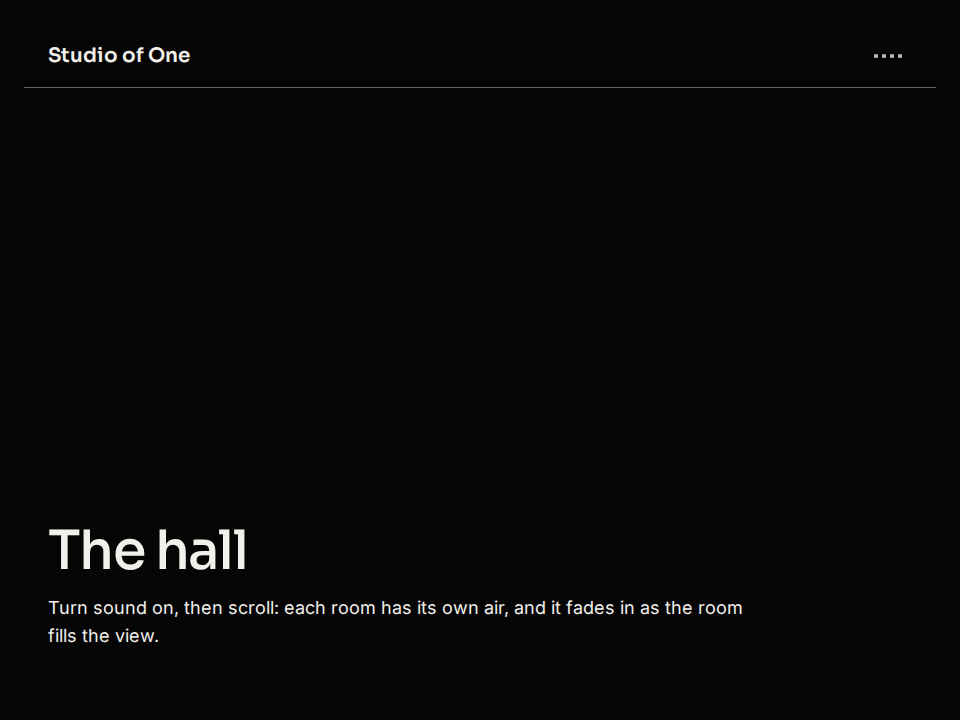 Studio of One
The hall
Turn sound on, then scroll: each room has its own air, and it fades in as the room
fills the view.